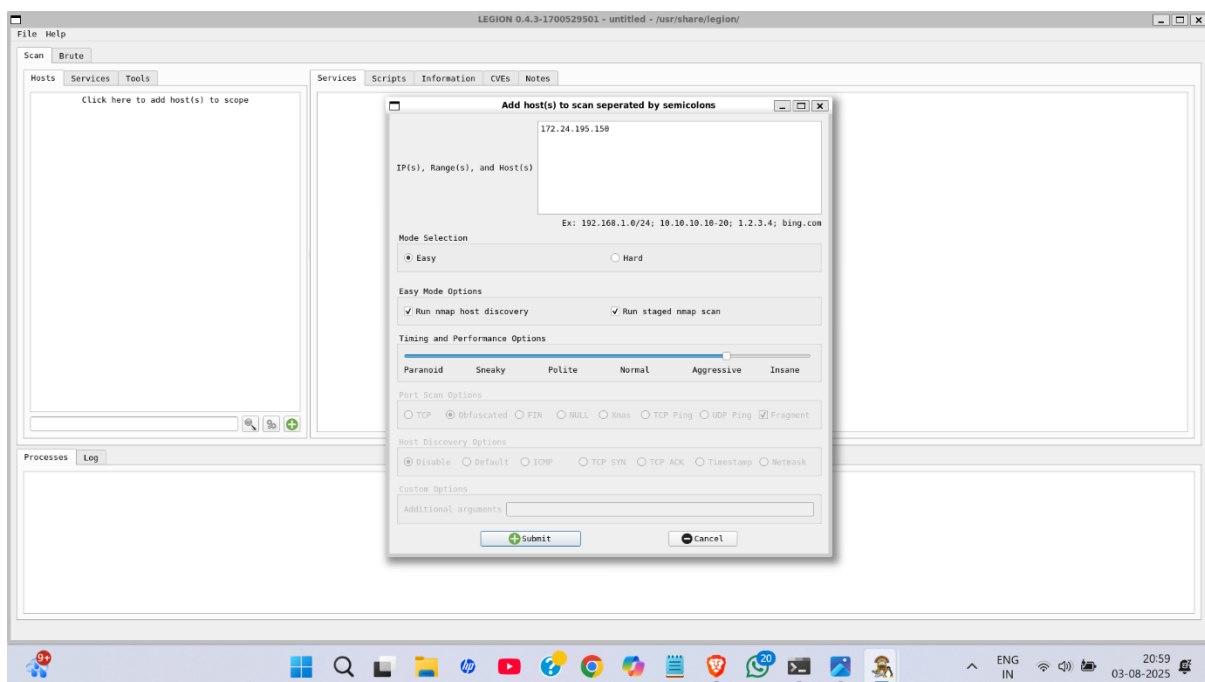 LEGION 0.4.3-1700529501 - untitled - /usr/share/legion/
File Help
Scan Brute
Hosts Services Tools
Services Scripts Information CVEs Notes
Click here to add host(s) to scope
Add host(s) to scan seperated by semicolons
172.24.195.150
IP(s), Range(s), and Host(s)
Ex: 192.168.1.0/24; 10.10.10.10-20; 1.2.3.4; bing.com
Mode Selection
Easy Hard
Easy Mode Options
Run nmap host discovery Run staged nmap scan
Timing and Performance Options
Paranoid Sneaky Polite Normal Aggressive Insane
Port Scan Options
TCP Obfuscated FIN NULL Xmas TCP Ping UDP Ping Fragment
Host Discovery Options
Disable Default ICMP TCP SYN TCP ACK Timestamp Netmask
Custom Options
Additional arguments
Submit Cancel
Processes Log
9+
hp
20
ENG
IN
20:59
03-08-2025